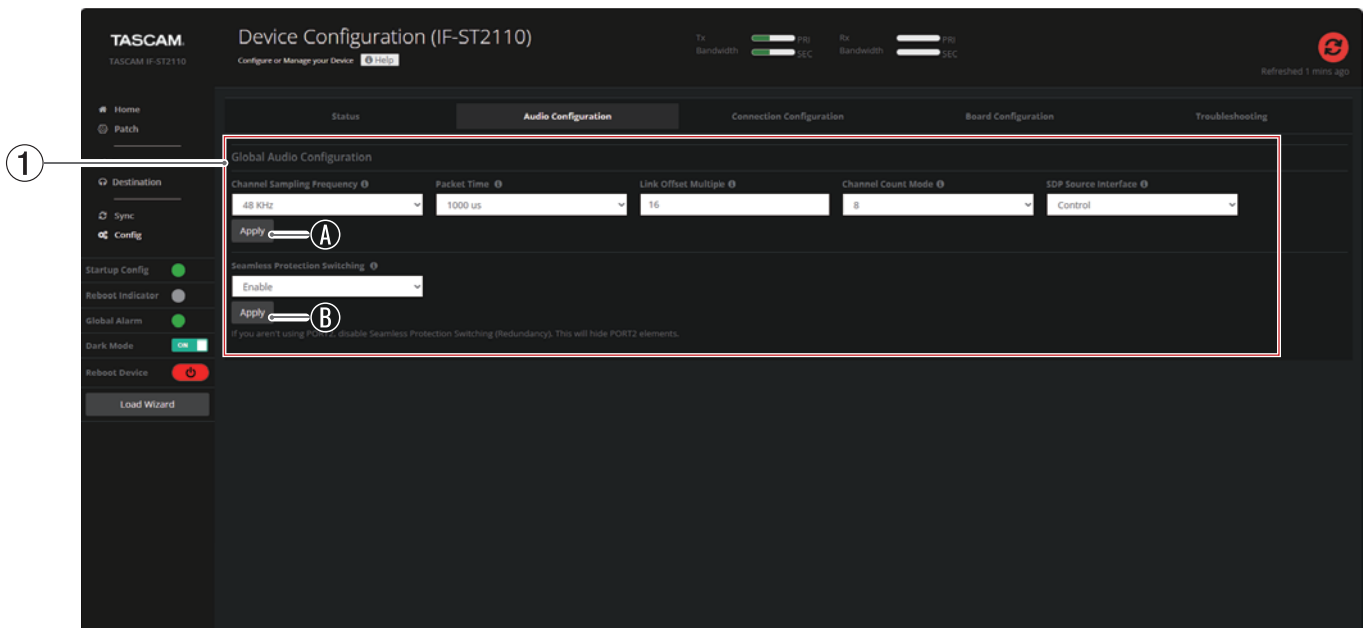 TASCAM.
TASCAM IF-ST2110
Device Configuration (IF-ST2110)
Configure or Manage your Device Help
Tx Bandwidth PRI SEC
Rx Bandwidth PRI SEC
Refreshed 1 mins ago
Home
Patch
Destination
Sync
Config
Startup Config
Reboot Indicator
Global Alarm
Dark Mode ON
Reboot Device
Load Wizard
Status Audio Configuration Connection Configuration Board Configuration Troubleshooting
1
Global Audio Configuration
Channel Sampling Frequency Packet Time Link Offset Multiple Channel Count Mode SDP Source Interface
48 KHz 1000 us 16 8 Control
Apply A
Seamless Protection Switching
Enable
Apply B
If you aren't using PORT2, disable Seamless Protection Switching (Redundancy). This will hide PORT2 elements.